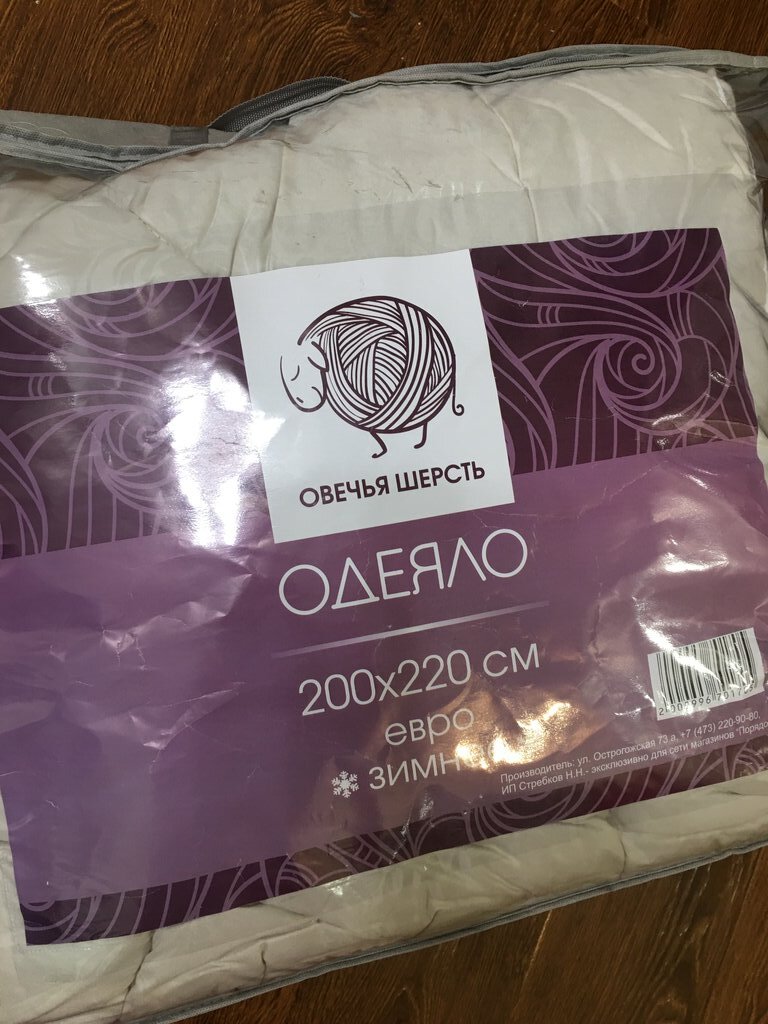 ОВЕЧЬЯ ШЕРСТЬ
ОДЕЯЛО
200х220 см
евро
Производитель: ул. Острогожская 73 а, +7 (473) 220-90-80,
ИП Стребков Н.Н.- эксклюзивно для сети магазинов